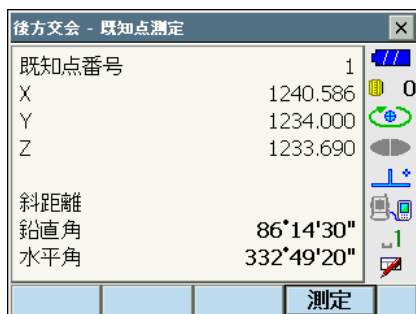 後方交会 - 既知点測定
既知点番号 1
X 1240.586
Y 1234.000
Z 1233.690
0
斜距離
鉛直角 86°14'30"
水平角 332°49'20"
1
測定